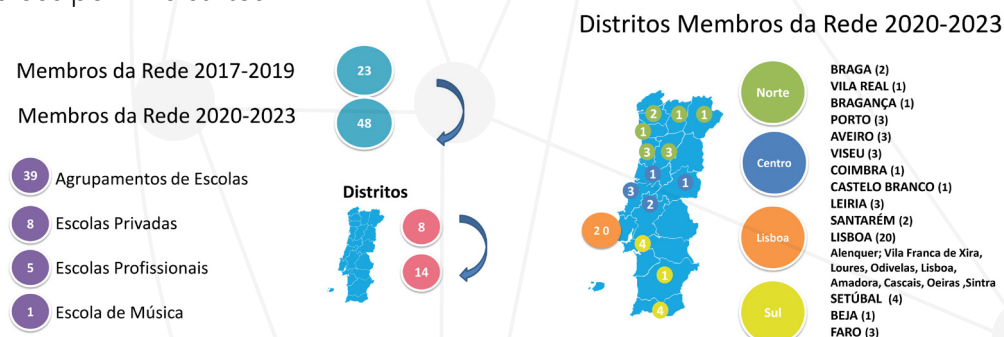 Distritos Membros da Rede 2020-2023
Membros da Rede 2017-2019
23
Membros da Rede 2020-2023
48
39
Agrupamentos de Escolas
8
Escolas Privadas
5
Escolas Profissionais
1
Escola de Música
Distritos
8
14
2
1
1
1
3
3
1
1
3
2
2 0
4
1
4
Norte
Centro
Lisboa
Sul
BRAGA (2)
VILA REAL (1)
BRAGANÇA (1)
PORTO (3)
AVEIRO (3)
VISEU (3)
COIMBRA (1)
CASTELO BRANCO (1)
LEIRIA (3)
SANTARÉM (2)
LISBOA (20)
Alenquer; Vila Franca de Xira,
Loures, Odivelas, Lisboa,
Amadora, Cascais, Oeiras ,Sintra
SETÚBAL (4)
BEJA (1)
FARO (3)